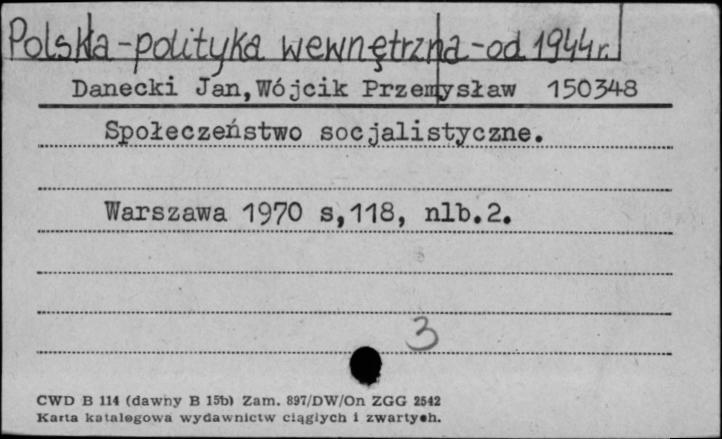 Polska-polityka wewnętrzna-od 1944r.
Danecki Jan,Wójcik Przemysław 150348
Społeczeństwo socjalistyczne.
Warszawa 1970 s,118, nlb.2.
3
CWD B 114 (dawny B 15b) Zam. 897/DW/On ZGG 2542
Karta katalogowa wydawnictw ciągłych i zwartych.